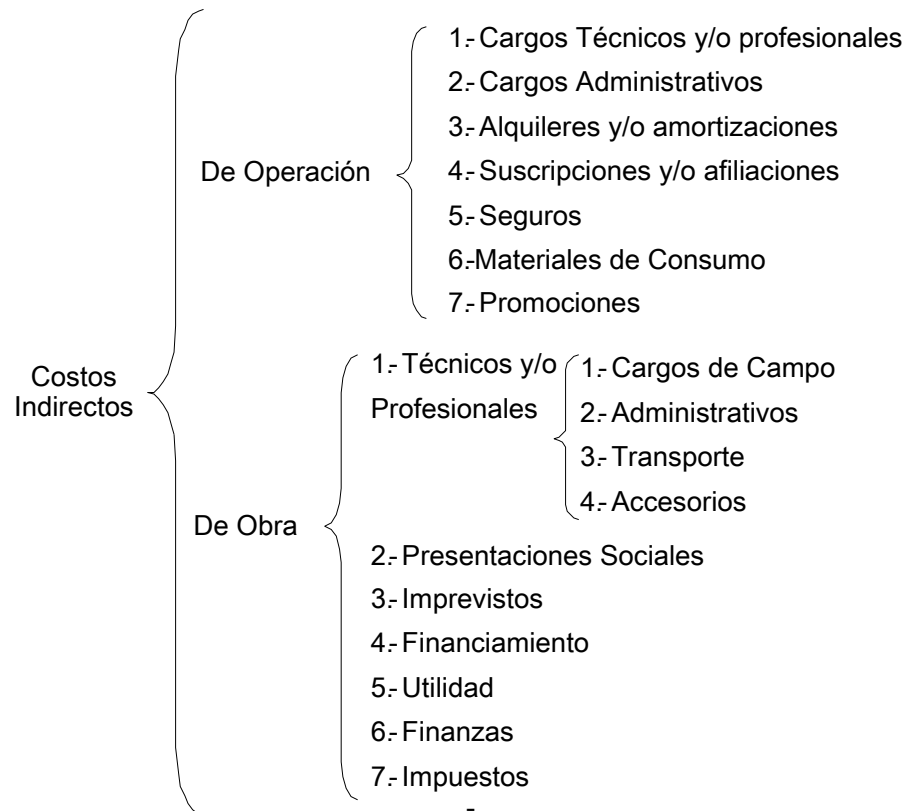 1.- Cargos Técnicos y/o profesionales
2.- Cargos Administrativos
3.- Alquileres y/o amortizaciones
De Operación
4.- Suscripciones y/o afiliaciones
5.- Seguros
6.-Materiales de Consumo
7.- Promociones
Costos
Indirectos
De Obra
1.- Técnicos y/o
Profesionales
1.- Cargos de Campo
2.- Administrativos
3.- Transporte
4.- Accesorios
2.- Presentaciones Sociales
3.- Imprevistos
4.- Financiamiento
5.- Utilidad
6.- Finanzas
7.- Impuestos